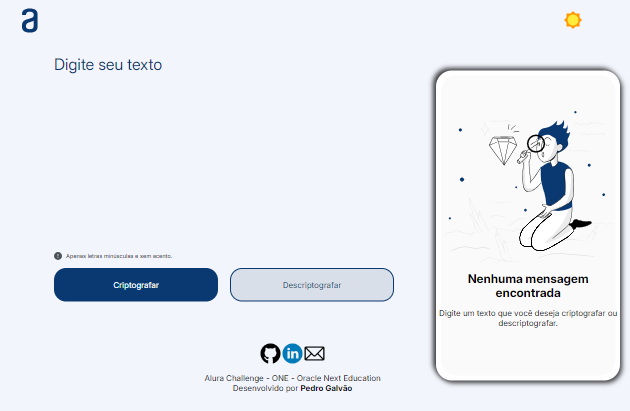 a
Digite seu texto
Apenas letras minúsculas e sem acento.
Criptografar
Descriptografar
Nenhuma mensagem
encontrada
Digite um texto que você deseja criptografar ou
descriptografar.
in
Alura Challenge - ONE - Oracle Next Education
Desenvolvido por Pedro Galvão